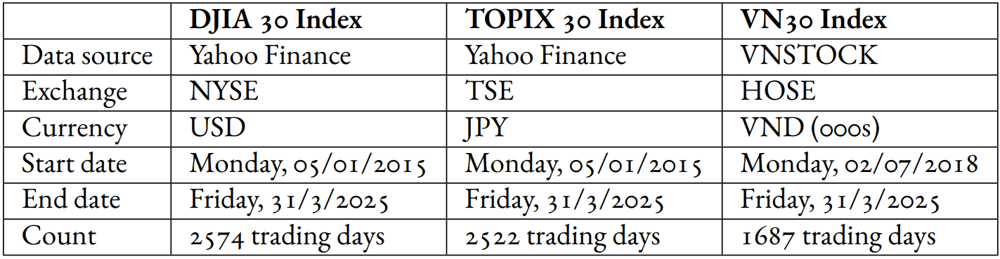 DJIA 30 Index TOPIX 30 Index VN30 Index
Data source Yahoo Finance Yahoo Finance VNSTOCK
Exchange NYSE TSE HOSE
Currency USD JPY VND (000s)
Start date Monday, 05/01/2015 Monday, 05/01/2015 Monday, 02/07/2018
End date Friday, 31/3/2025 Friday, 31/3/2025 Friday, 31/3/2025
Count 2574 trading days 2522 trading days 1687 trading days